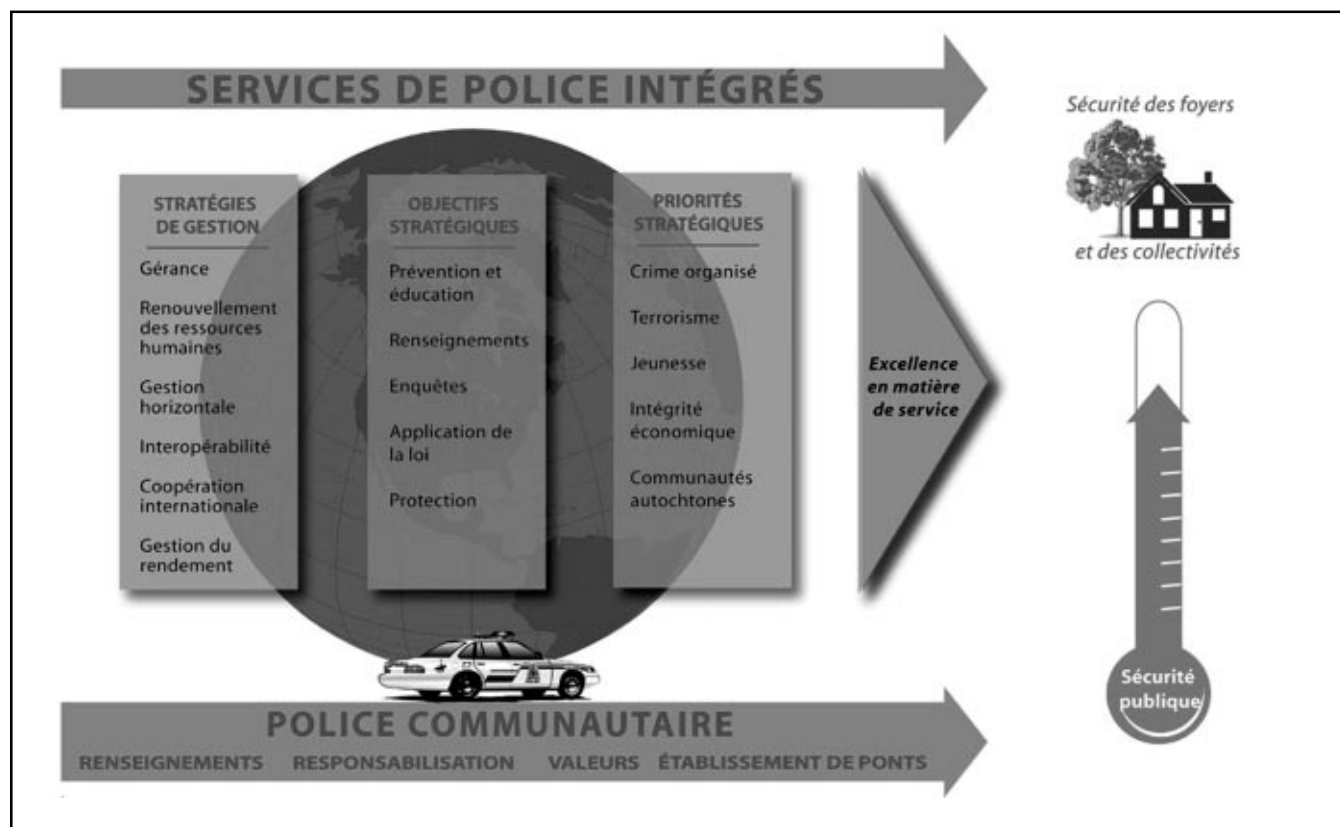 SERVICES DE POLICE INTÉGRÉS
Sécurité des foyers
et des collectivités
STRATÉGIES
DE GESTION
Gérance
Renouvellement
des ressources
humaines
Gestion
horizontale
Interopérabilité
Coopération
internationale
Gestion du
rendement
OBJECTIFS
STRATÉGIQUES
Prévention et
éducation
Renseignements
Enquêtes
Application de
la loi
Protection
PRIORITÉS
STRATÉGIQUES
Crime organisé
Terrorisme
Jeunesse
Intégrité
économique
Communautés
autochtones
Excellence
en matière
de service
Sécurité
publique
POLICE COMMUNAUTAIRE
RENSEIGNEMENTS RESPONSABILISATION VALEURS ÉTABLISSEMENT DE PONTS